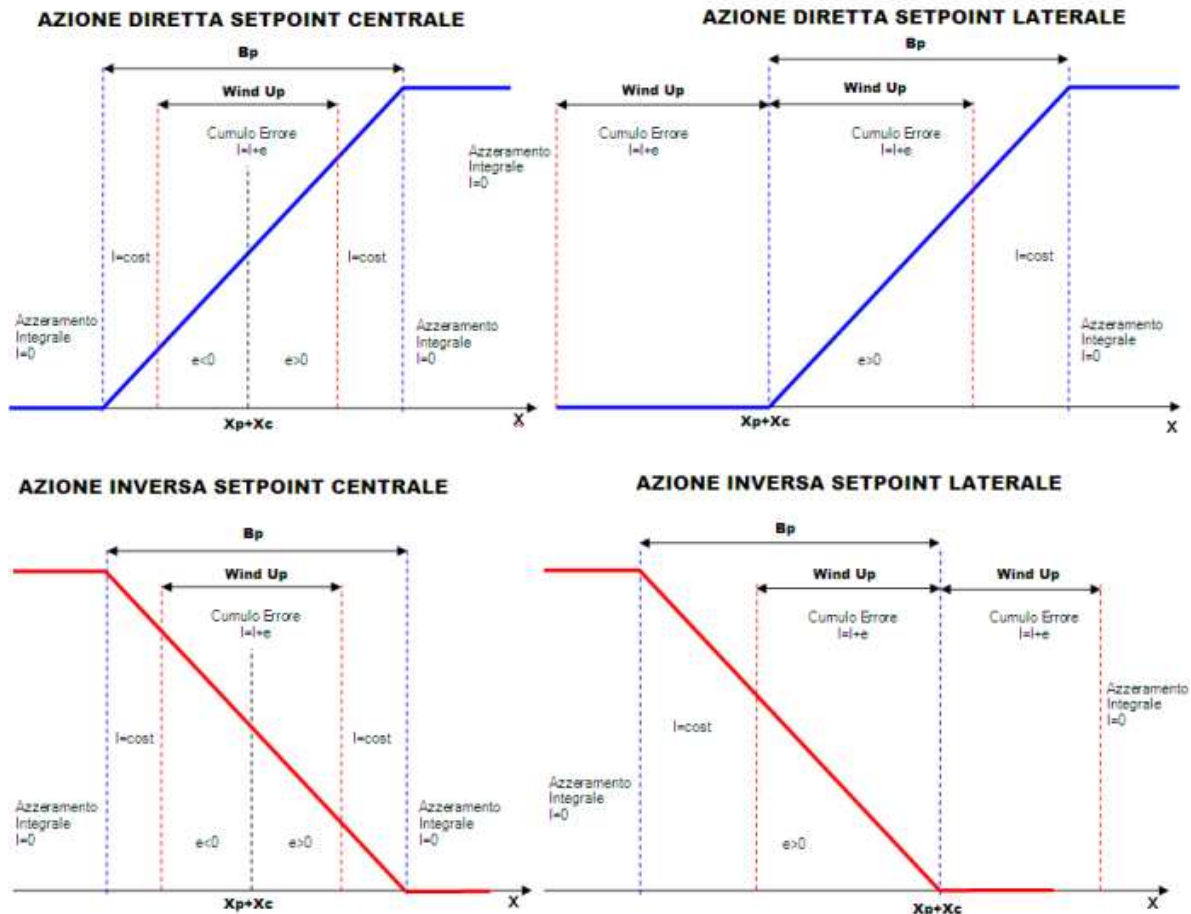 AZIONE DIRETTA SETPOINT CENTRALE
Bp
Wind Up
Cumulo Errore
I=I+e
I=cost
I=cost
Azzeramento
Integrale
I=0
Azzeramento
Integrale
I=0
e<0
e>0
Xp+Xc
X
AZIONE DIRETTA SETPOINT LATERALE
Bp
Wind Up
Wind Up
Cumulo Errore
I=I+e
Cumulo Errore
I=I+e
Azzeramento
Integrale
I=0
I=cost
Azzeramento
Integrale
I=0
e>0
Xp+Xc
X
AZIONE INVERSA SETPOINT CENTRALE
Bp
Wind Up
Cumulo Errore
I=I+e
I=cost
I=cost
Azzeramento
Integrale
I=0
Azzeramento
Integrale
I=0
e<0
e>0
Xp+Xc
X
AZIONE INVERSA SETPOINT LATERALE
Bp
Wind Up
Wind Up
Cumulo Errore
I=I+e
Cumulo Errore
I=I+e
Azzeramento
Integrale
I=0
I=cost
Azzeramento
Integrale
I=0
e>0
Xp+Xc
X